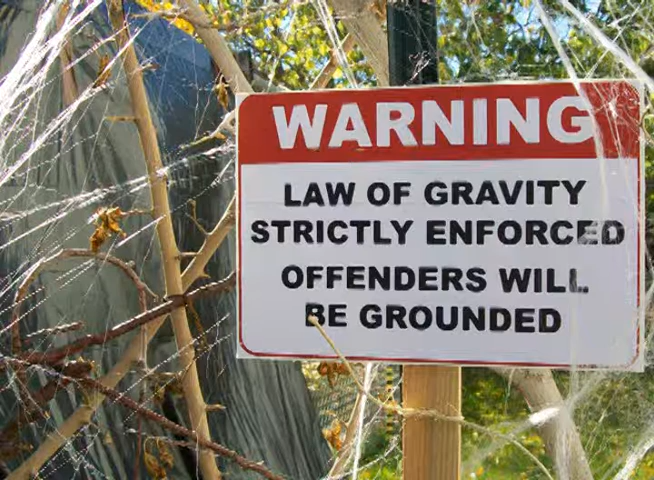 WARNING
LAW OF GRAVITY
STRICTLY ENFORCED
OFFENDERS WILL
BE GROUNDED